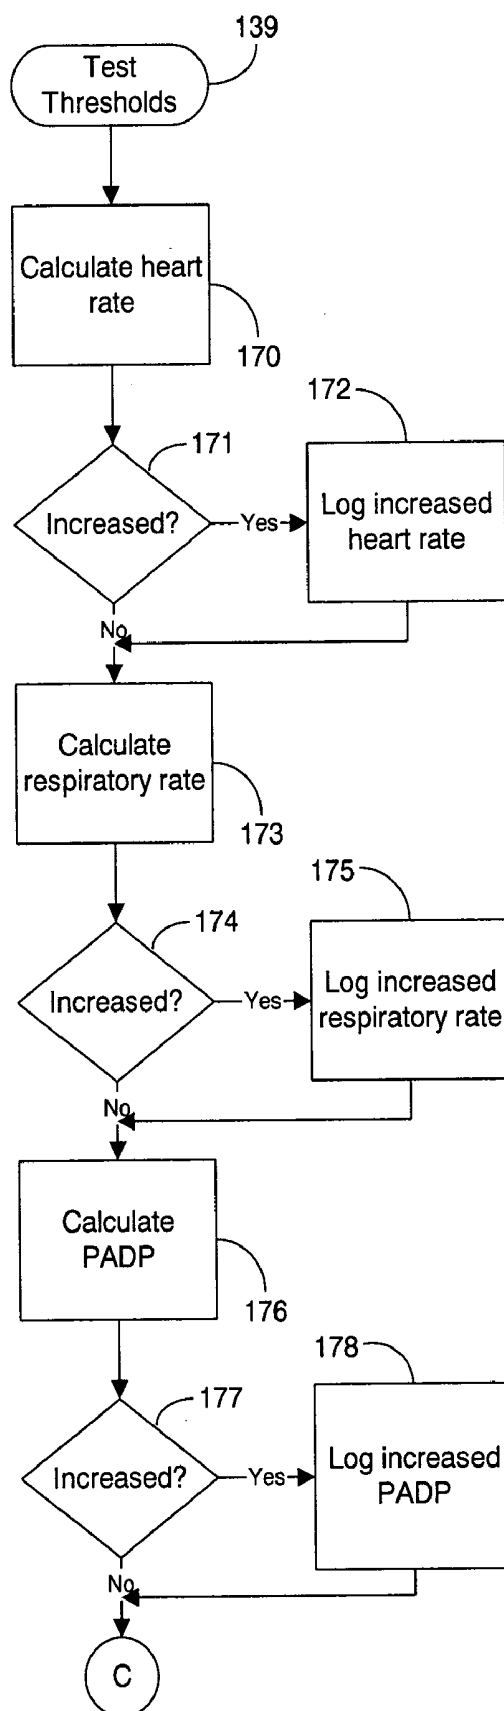 139
Test
Thresholds
Calculate heart
rate
170
172
171
Increased?
Yes
Log increased
heart rate
No
Calculate
respiratory rate
173
175
174
Increased?
Yes
Log increased
respiratory rate
No
Calculate
PADP
176
178
177
Increased?
Yes
Log increased
PADP
No
C